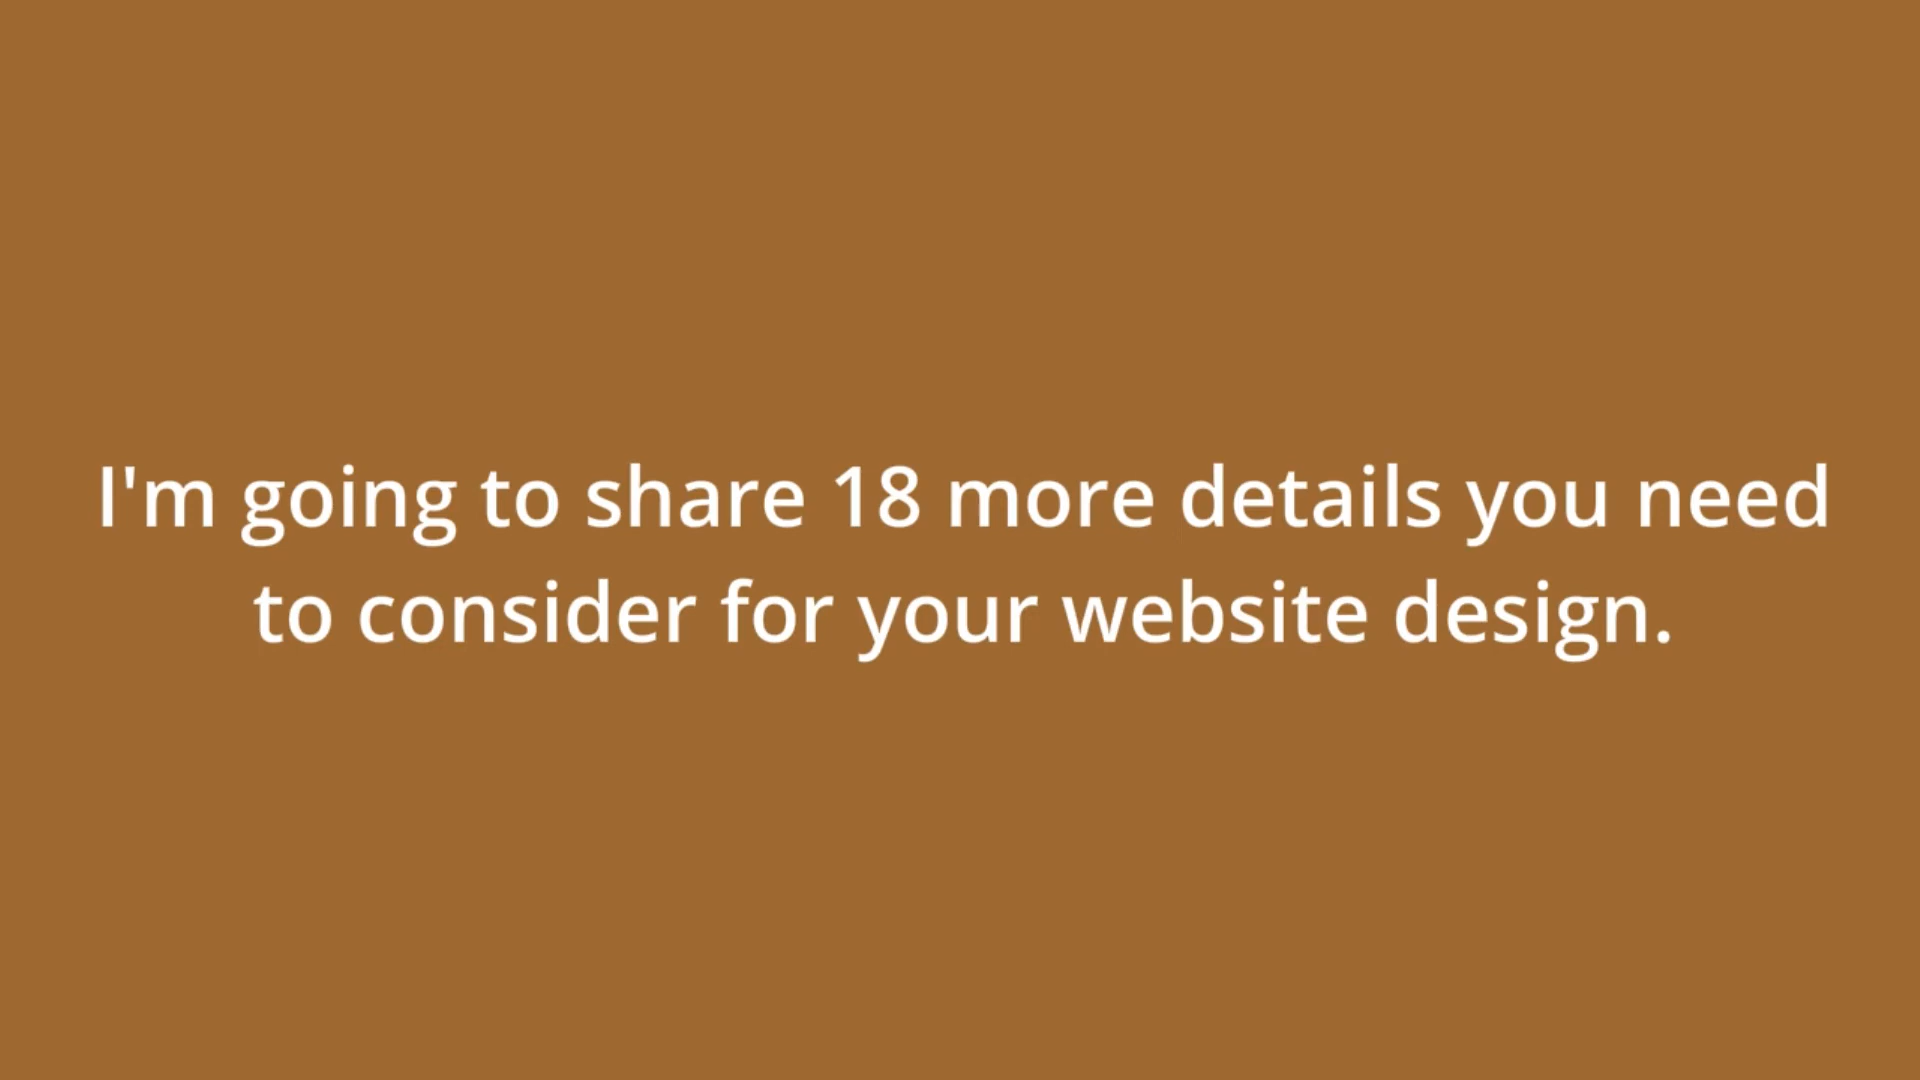 I'm going to share 18 more details you need
to consider for your website design.